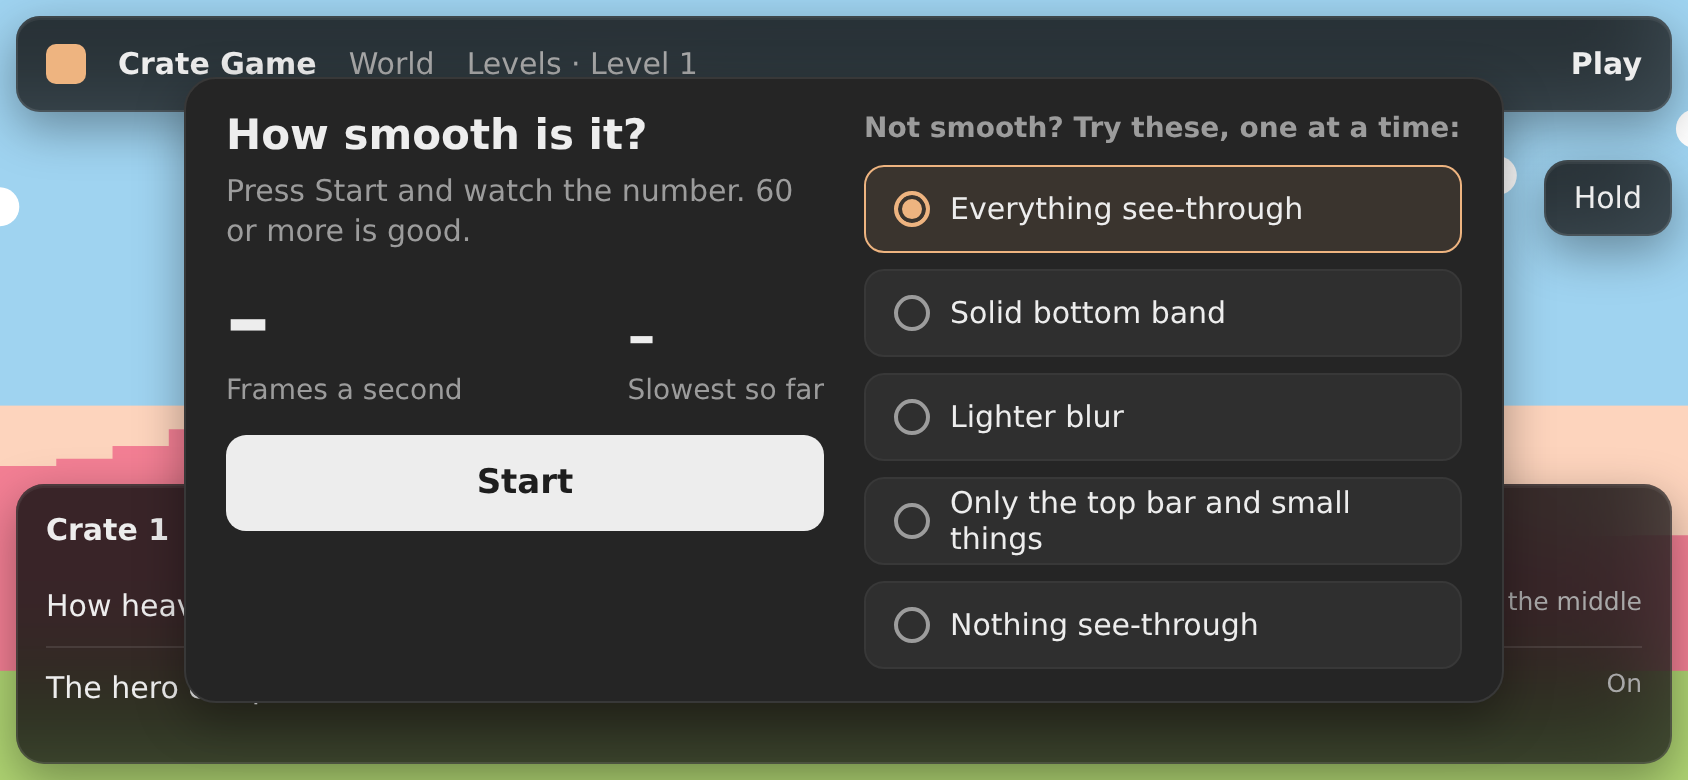 Crate Game World Levels · Level 1 Play
How smooth is it?
Press Start and watch the number. 60
or more is good.
–
Frames a second
–
Slowest so far
Start
Not smooth? Try these, one at a time:
Everything see-through
Solid bottom band
Lighter blur
Only the top bar and small
things
Nothing see-through
Hold
Crate 1
How
the middle
The hero
On